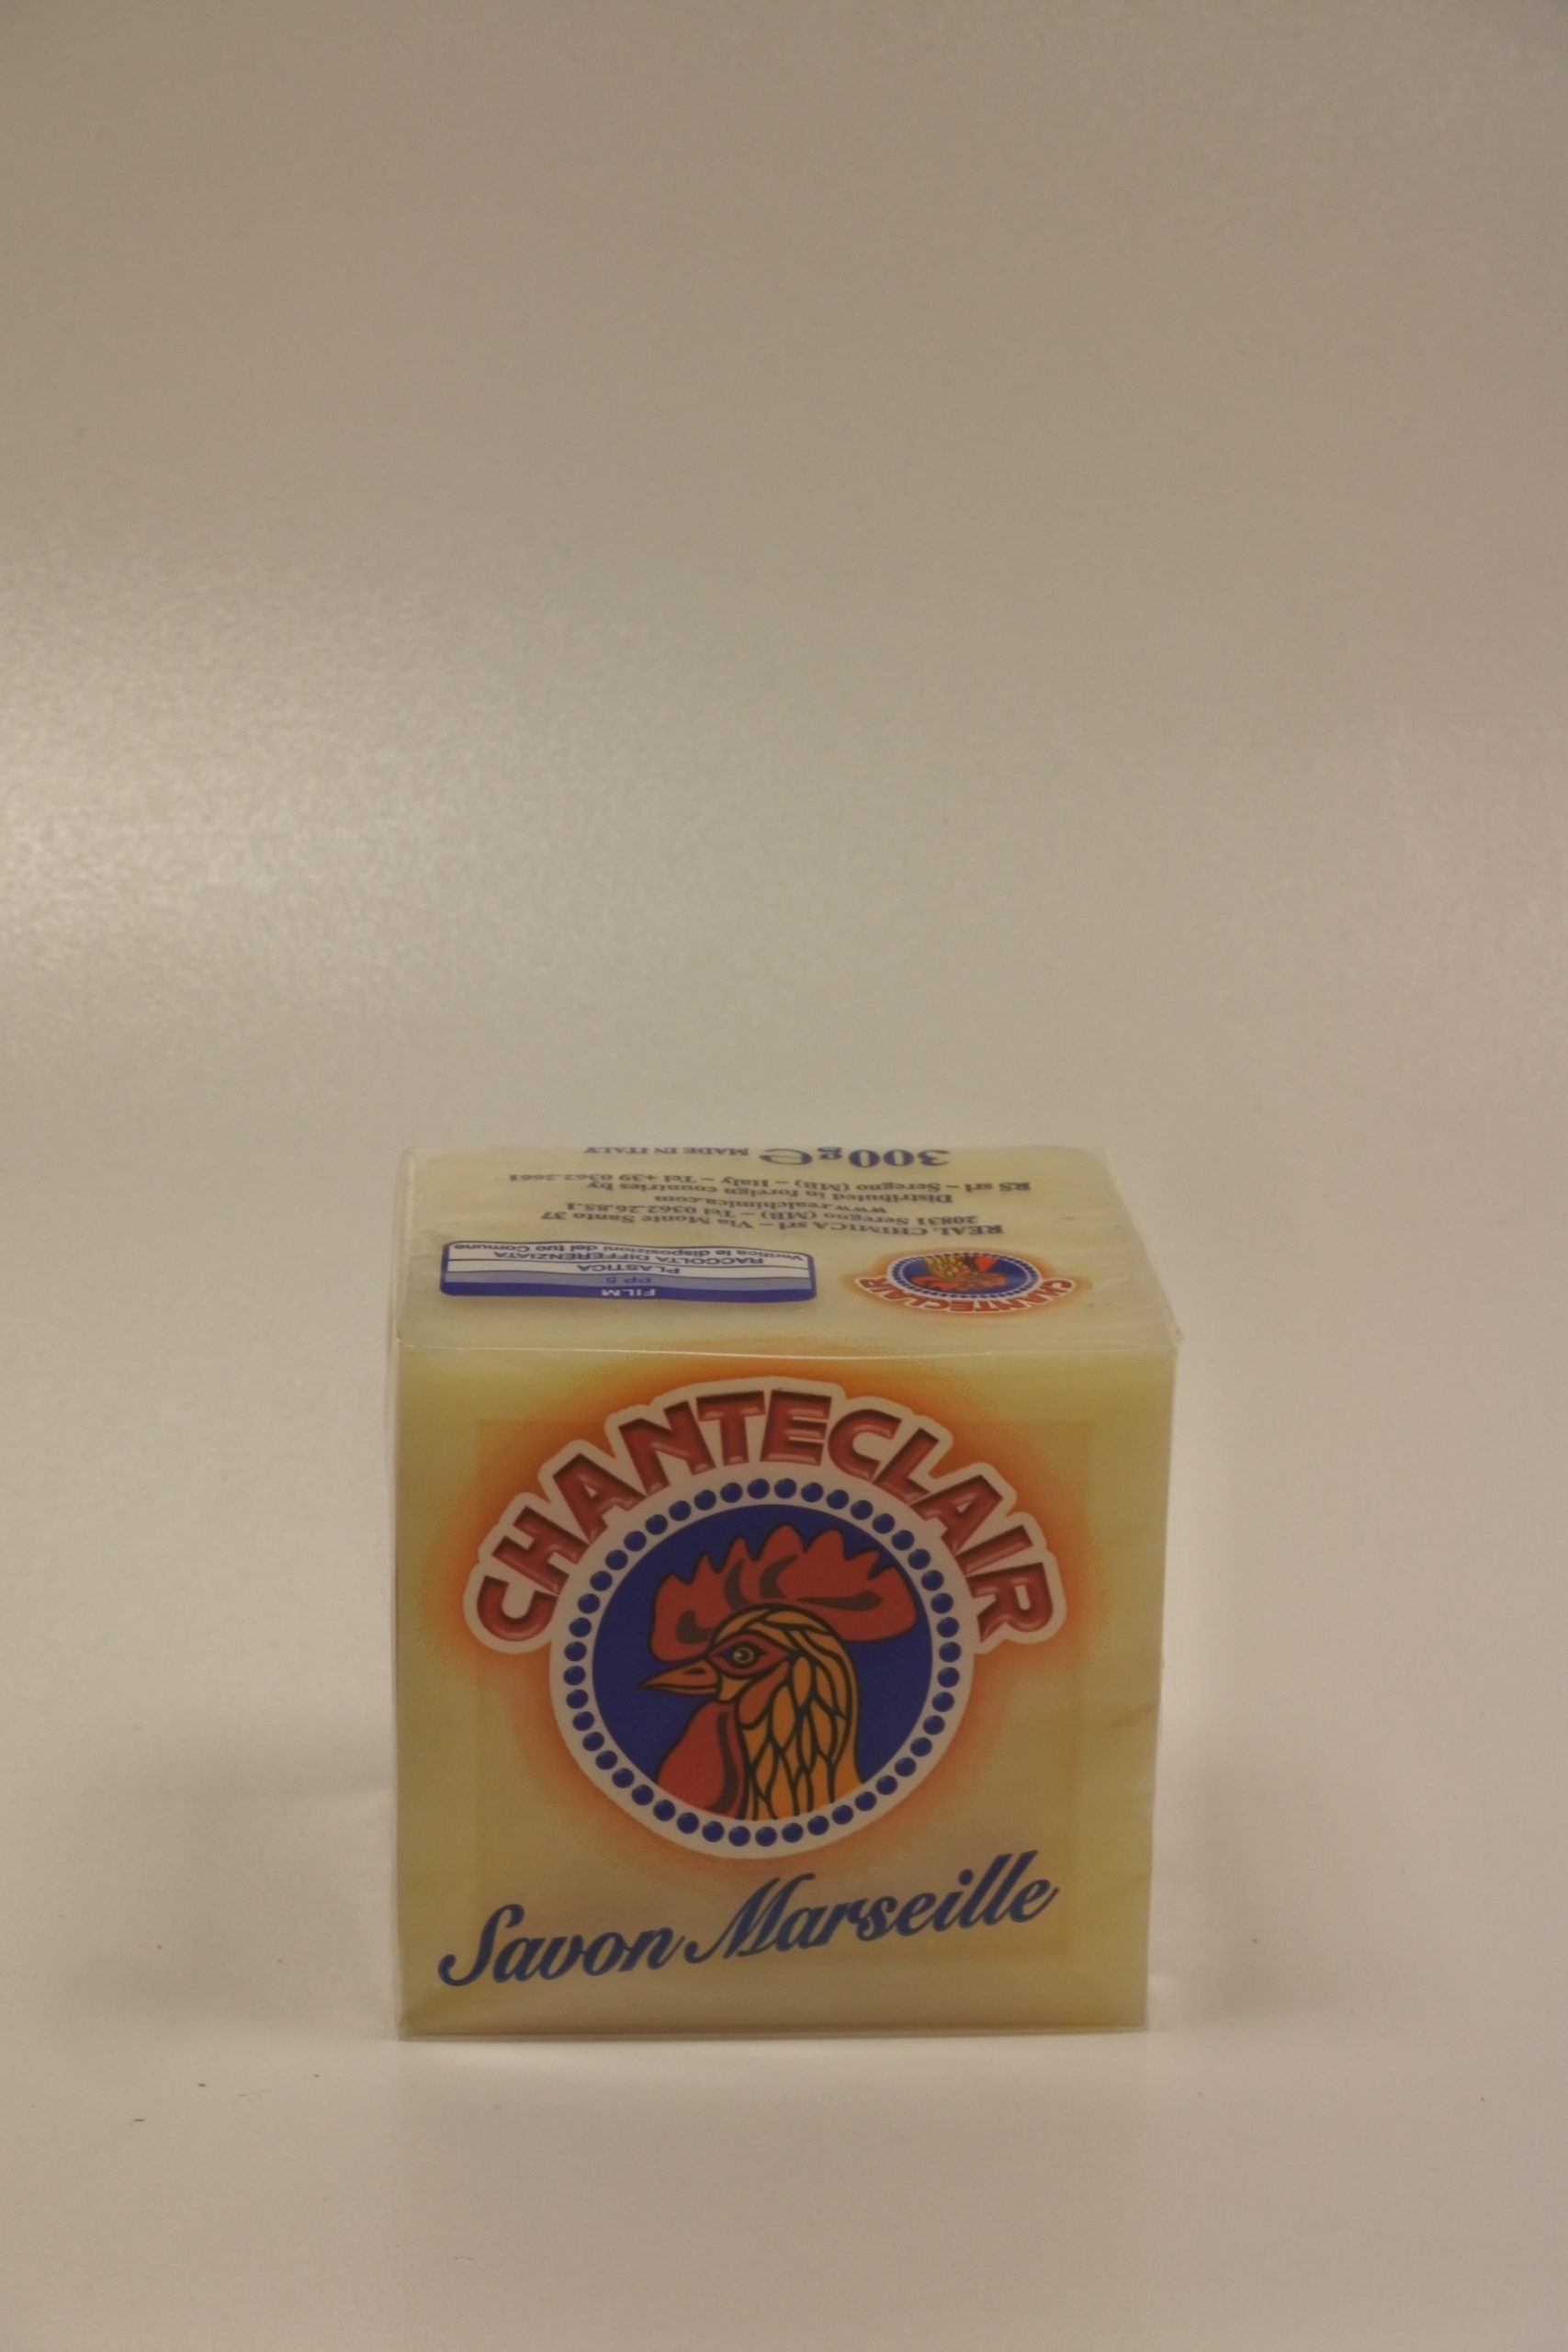 CHANTECLAIR
Savon Marseille
CHANTECLAIR
FILM
PP 5
PLASTICA
RACCOLTA DIFFERENZIATA
Verifica le disposizioni del tuo Comune
REAL CHIMICA srl – Via Monte Santo 37
20831 Seregno (MB) – Tel 0362.26.85.1
www.realchimica.com
Distributed in foreign countries by
RS srl – Seregno (MB) – Italy – Tel +39 0362.2681
300g℮ MADE IN ITALY